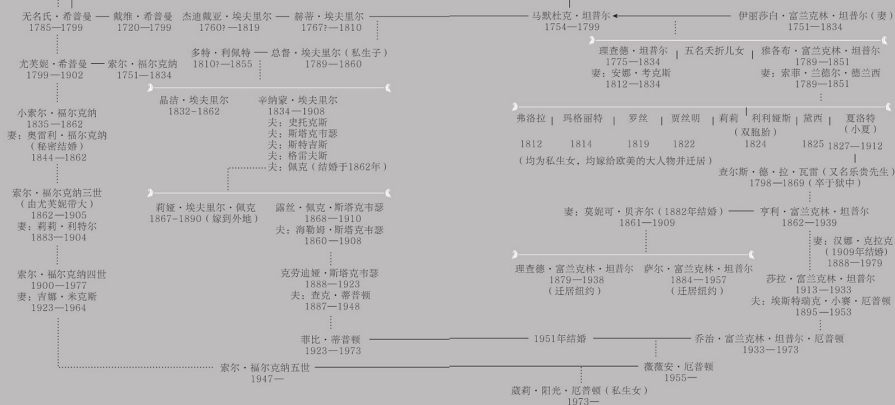 无名氏·希普曼 — 戴维·希普曼
1785—1799 1720—1799
杰迪戴亚·埃夫里尔 — 赫蒂·埃夫里尔
1760?—1819 1767?—1810
马默杜克·坦普尔
1754—1799
伊丽莎白·富兰克林·坦普尔（妻）
1751—1834
多特·利佩特 — 总督·埃夫里尔（私生子）
1810?—1855 1789—1860
理查德·坦普尔
1775—1834
妻：安娜·考克斯
1812—1834
五名夭折儿女
雅各布·富兰克林·坦普尔
1789—1851
妻：索菲·兰德尔·德兰西
1789—1851
尤芙妮·希普曼 — 索尔·福尔克纳
1799—1902 1751—1834
晶洁·埃夫里尔
1832-1862
辛纳蒙·埃夫里尔
1834—1908
夫：史托克斯
夫：斯塔克韦瑟
夫：斯特吉斯
夫：格雷夫斯
夫：佩克（结婚于1862年）
弗洛拉
1812
玛格丽特
1814
罗丝
1819
贾丝明
1822
莉莉 利利娅斯
（双胞胎）
1824
黛西
1825
夏洛特
（小夏）
1827—1912
（均为私生女，均嫁给欧美的大人物并迁居）
小索尔·福尔克纳
1835—1862
妻：奥雷利·福尔克纳
（秘密结婚）
1844—1862
查尔斯·德·拉·瓦雷（又名乐贵先生）
1798—1869（卒于狱中）
索尔·福尔克纳三世
（由尤芙妮带大）
1862—1905
妻：莉莉·利特尔
1883—1904
莉娅·埃夫里尔·佩克
1867-1890（嫁到外地）
露丝·佩克·斯塔克韦瑟
1868—1910
夫：海勒姆·斯塔克韦瑟
1860—1908
妻：莫妮可·贝齐尔（1882年结婚） — 亨利·富兰克林·坦普尔
1861—1909 1862—1939
妻：汉娜·克拉克
（1909年结婚）
1888—1979
索尔·福尔克纳四世
1900—1977
妻：吉娜·米克斯
1923—1964
克劳迪娅·斯塔克韦瑟
1888—1923
夫：查克·蒂普顿
1887—1948
理查德·富兰克林·坦普尔
1879—1938
（迁居纽约）
萨尔·富兰克林·坦普尔
1884—1957
（迁居纽约）
莎拉·富兰克林·坦普尔
1913—1933
夫：埃斯特瑞克·小赛·厄普顿
1895—1953
菲比·蒂普顿 — 1951年结婚 — 乔治·富兰克林·坦普尔·厄普顿
1923—1973 1933—1973
索尔·福尔克纳五世
1947—
薇薇安·厄普顿
1955—
葳莉·阳光·厄普顿（私生女）
1973—